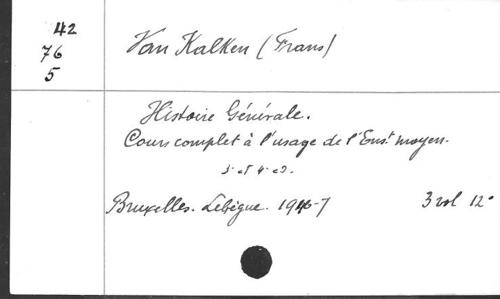 42
76
5
Van Kalken (Frans)
Histoire Générale.
Cours complet à l'usage de l'Enst moyen.
3e et 4e éd.
Bruxelles. Lebègue. 1946-7 3 vol 12°